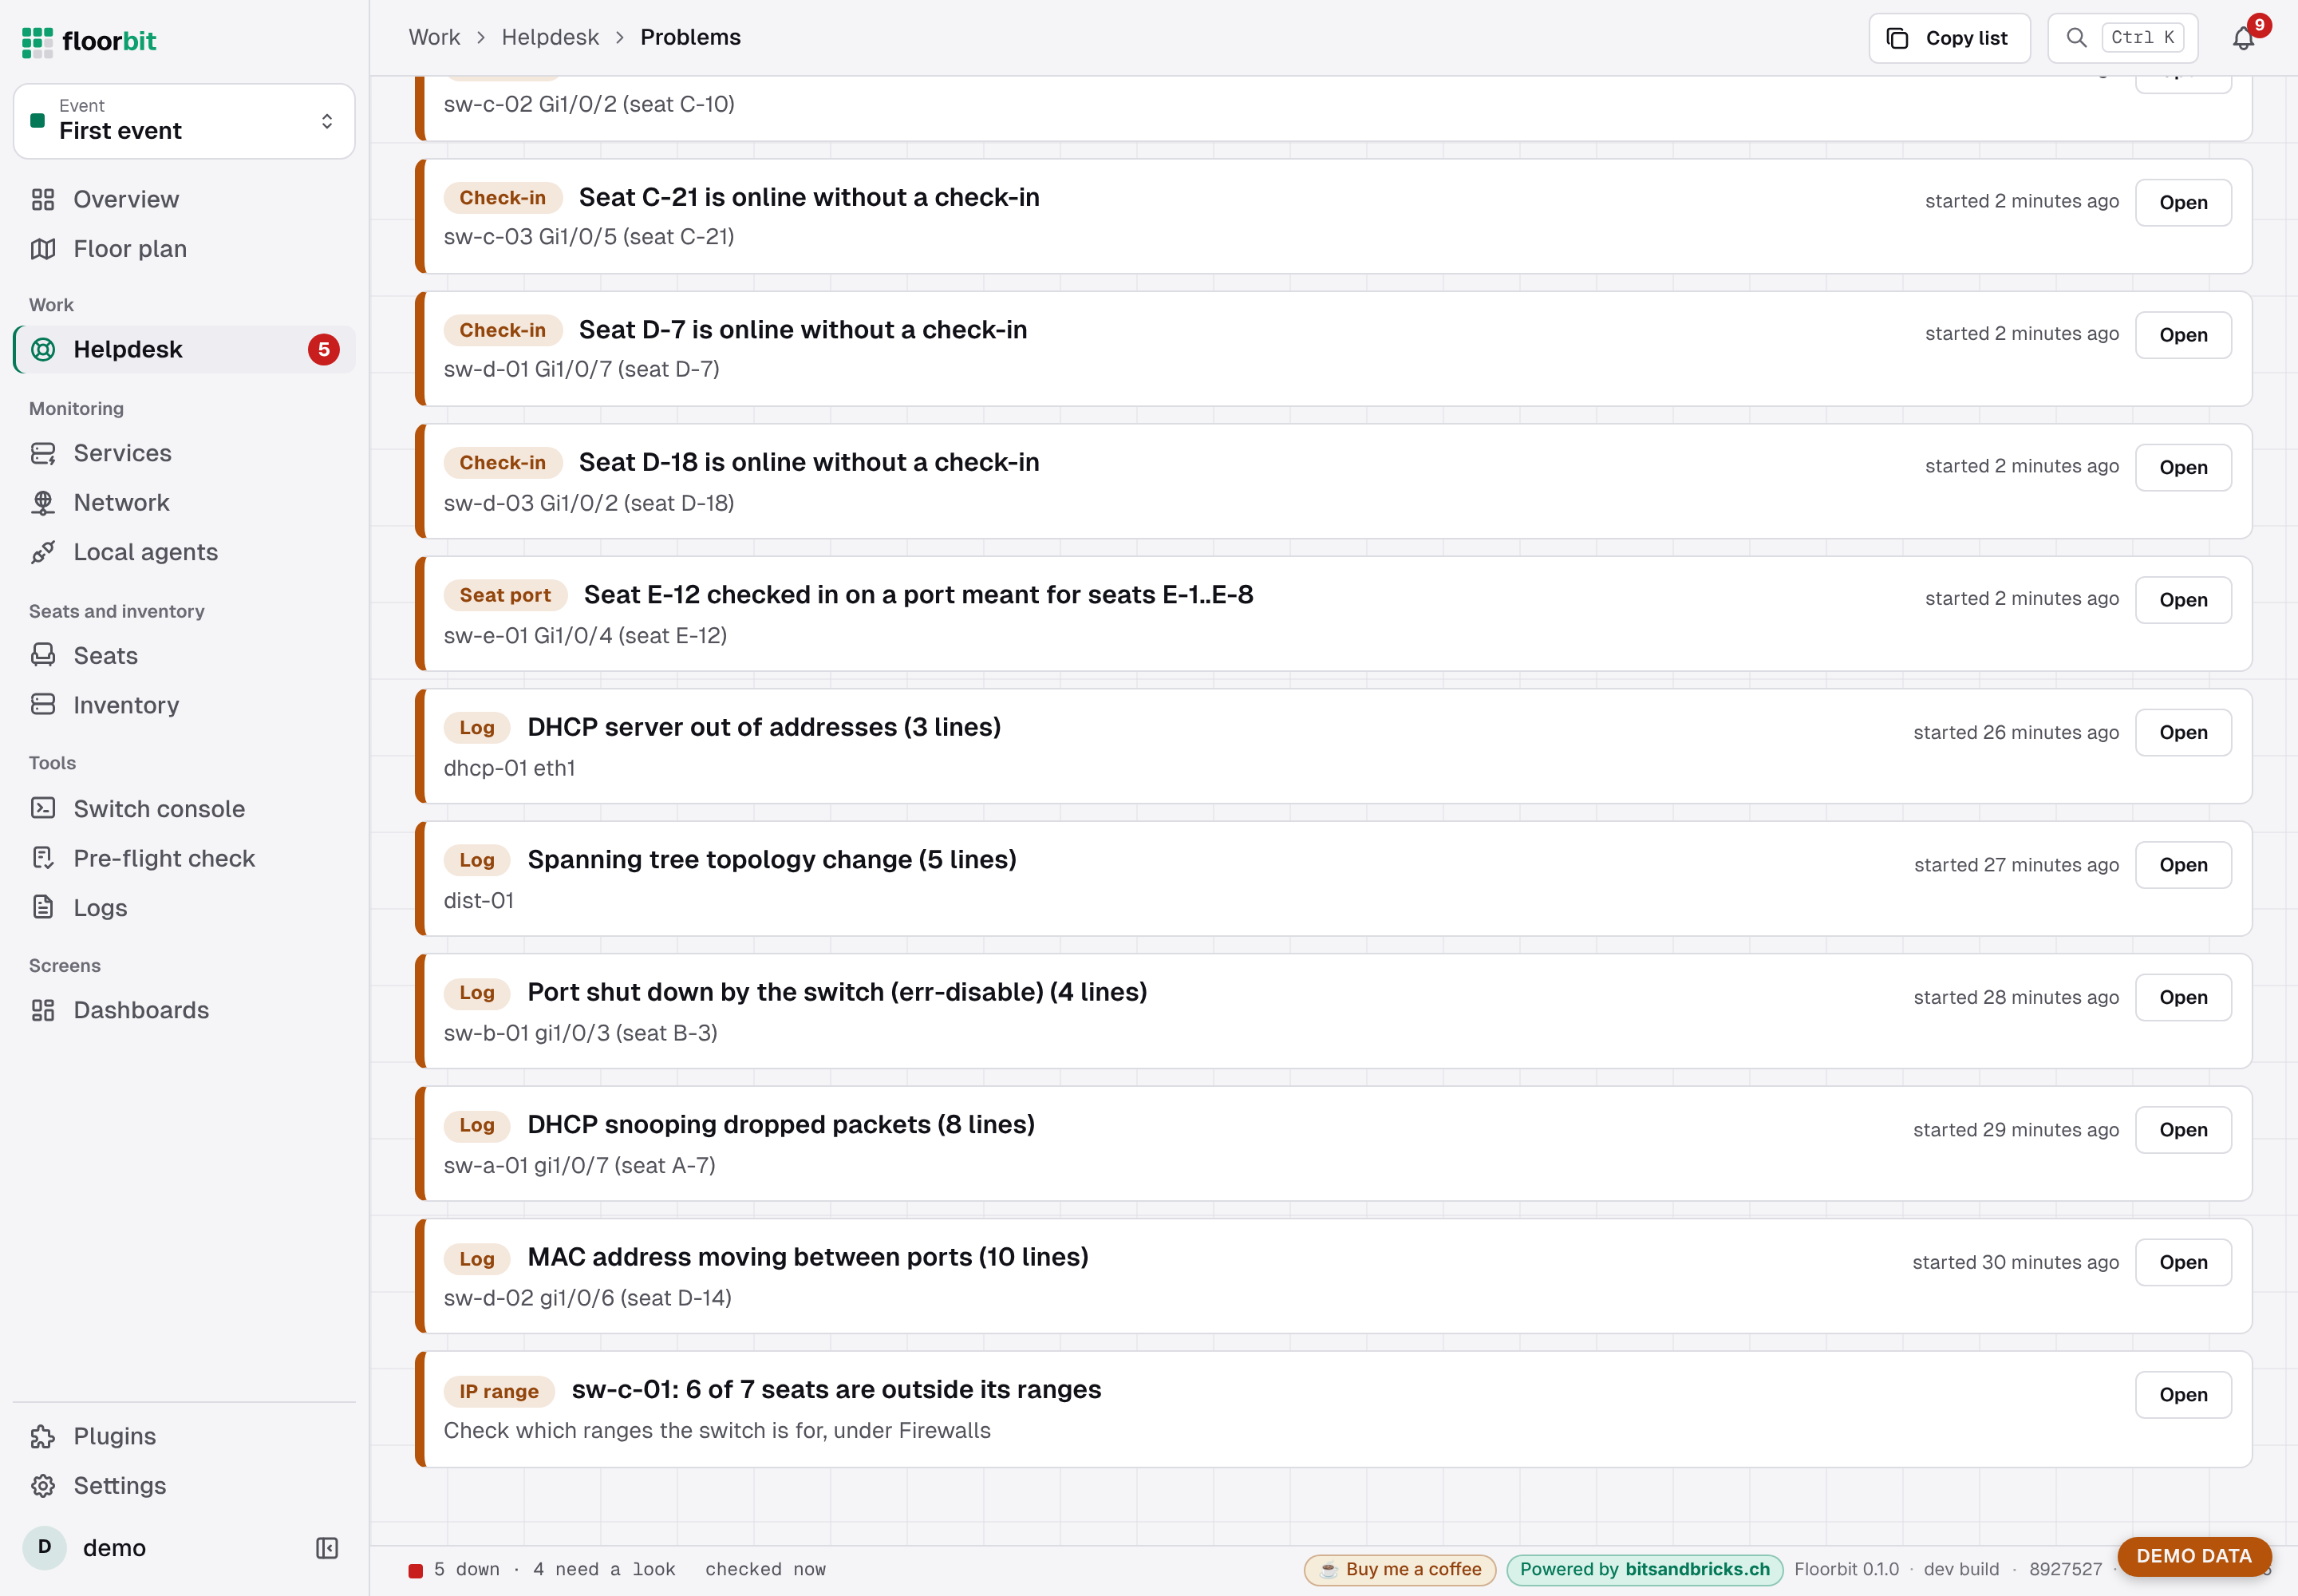 floorbit
Event
First event
Overview
Floor plan
Work
Helpdesk 5
Monitoring
Services
Network
Local agents
Seats and inventory
Seats
Inventory
Tools
Switch console
Pre-flight check
Logs
Screens
Dashboards
Plugins
Settings
D demo
Work > Helpdesk > Problems
Copy list
Ctrl K
9
sw-c-02 Gi1/0/2 (seat C-10)
Check-in Seat C-21 is online without a check-in started 2 minutes ago Open
sw-c-03 Gi1/0/5 (seat C-21)
Check-in Seat D-7 is online without a check-in started 2 minutes ago Open
sw-d-01 Gi1/0/7 (seat D-7)
Check-in Seat D-18 is online without a check-in started 2 minutes ago Open
sw-d-03 Gi1/0/2 (seat D-18)
Seat port Seat E-12 checked in on a port meant for seats E-1..E-8 started 2 minutes ago Open
sw-e-01 Gi1/0/4 (seat E-12)
Log DHCP server out of addresses (3 lines) started 26 minutes ago Open
dhcp-01 eth1
Log Spanning tree topology change (5 lines) started 27 minutes ago Open
dist-01
Log Port shut down by the switch (err-disable) (4 lines) started 28 minutes ago Open
sw-b-01 gi1/0/3 (seat B-3)
Log DHCP snooping dropped packets (8 lines) started 29 minutes ago Open
sw-a-01 gi1/0/7 (seat A-7)
Log MAC address moving between ports (10 lines) started 30 minutes ago Open
sw-d-02 gi1/0/6 (seat D-14)
IP range sw-c-01: 6 of 7 seats are outside its ranges Open
Check which ranges the switch is for, under Firewalls
5 down · 4 need a look checked now
Buy me a coffee
Powered by bitsandbricks.ch
Floorbit 0.1.0 · dev build · 8927527 ·
DEMO DATA